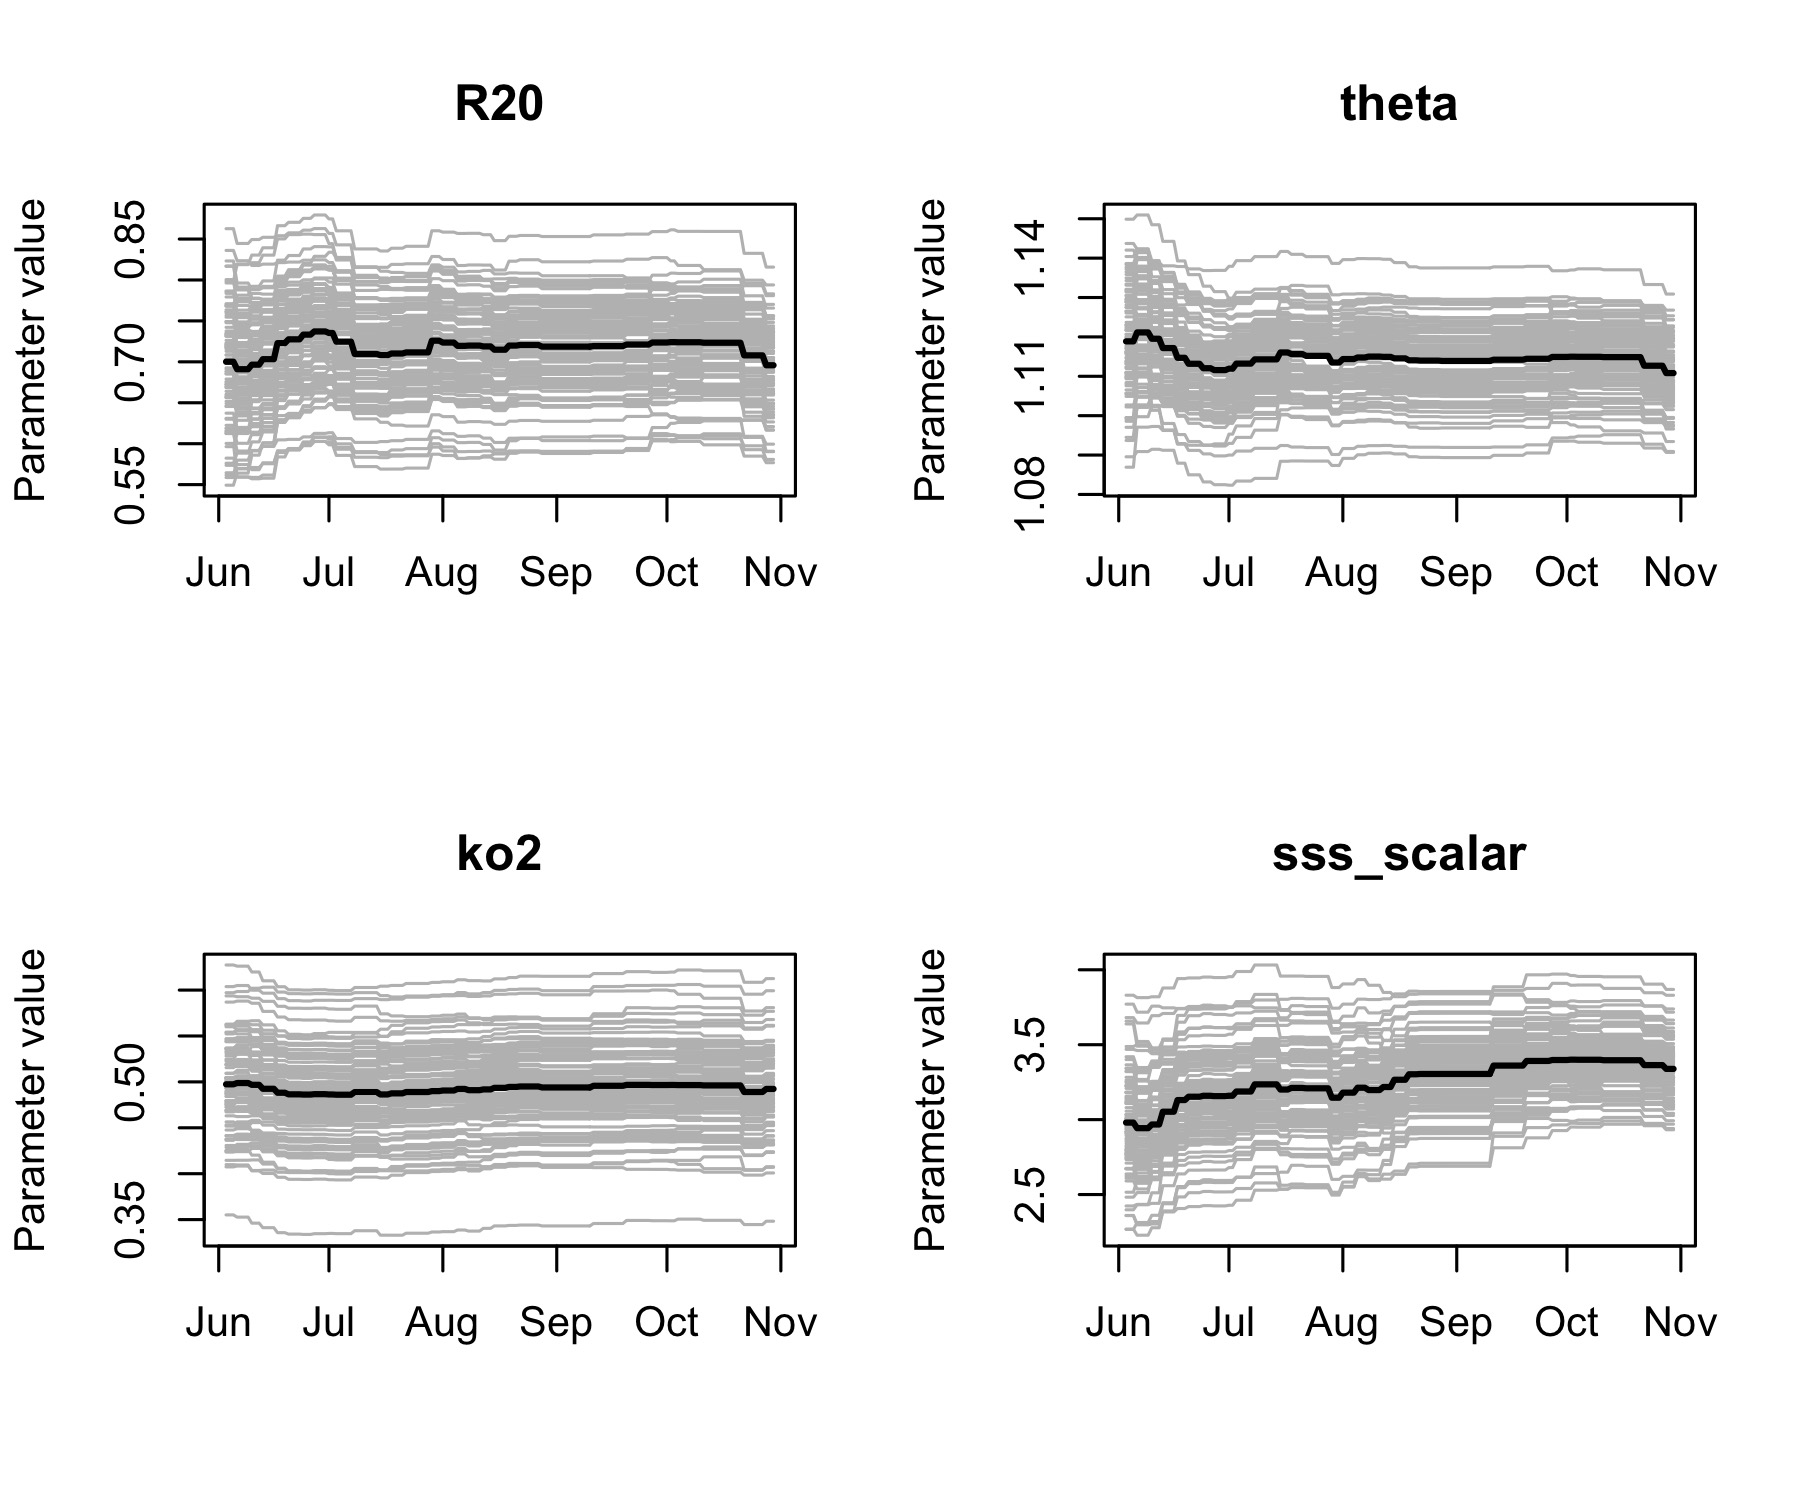 R20
Parameter value
0.55 0.70 0.85
Jun Jul Aug Sep Oct Nov
theta
Parameter value
1.08 1.11 1.14
Jun Jul Aug Sep Oct Nov
ko2
Parameter value
0.35 0.50
Jun Jul Aug Sep Oct Nov
sss_scalar
Parameter value
2.5 3.5
Jun Jul Aug Sep Oct Nov